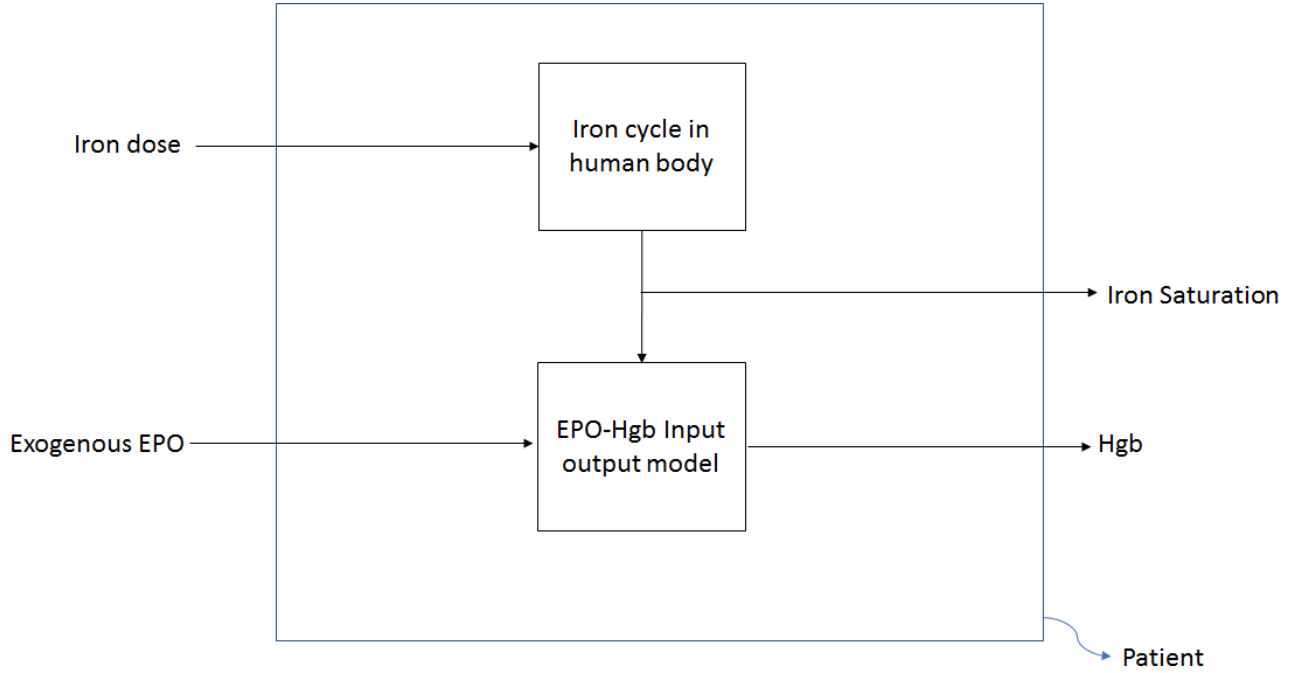 Iron cycle in
human body
Iron dose
Iron Saturation
EPO-Hgb Input
output model
Exogenous EPO
Hgb
Patient